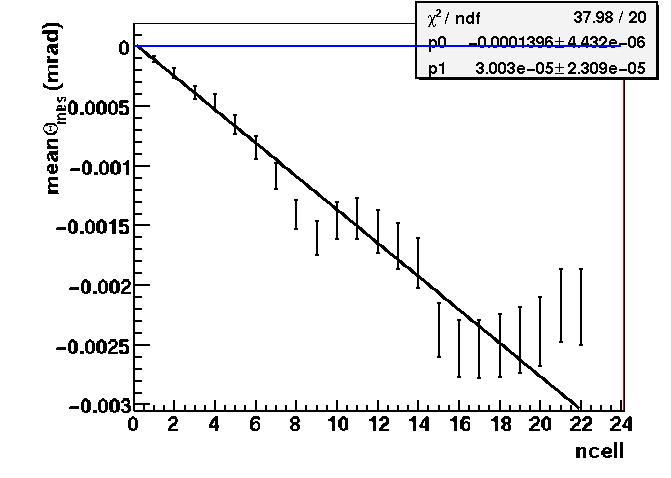 χ² / ndf 37.98 / 20
p0 −0.0001396± 4.432e−06
p1 3.003e−05± 2.309e−05
mean Θ (mrad)
0
−0.0005
−0.001
−0.0015
−0.002
−0.0025
−0.003
0 2 4 6 8 10 12 14 16 18 20 22 24
ncell